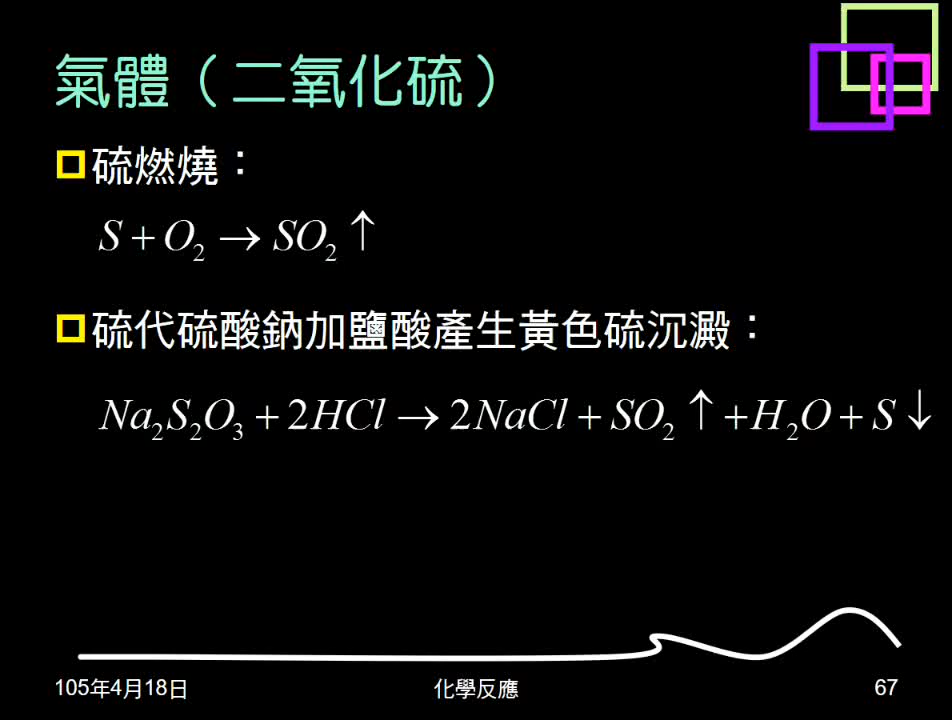 氣體（二氧化硫）
硫燃燒：
S + O₂ → SO₂ ↑
硫代硫酸鈉加鹽酸產生黃色硫沉澱：
Na₂S₂O₃ + 2HCl → 2NaCl + SO₂ ↑ + H₂O + S ↓
105年4月18日 化學反應 67